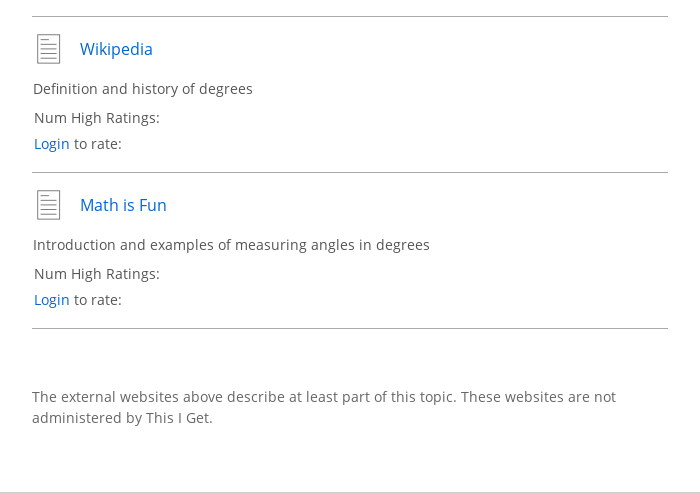 Wikipedia
Definition and history of degrees
Num High Ratings:
Login to rate:
Math is Fun
Introduction and examples of measuring angles in degrees
Num High Ratings:
Login to rate:
The external websites above describe at least part of this topic. These websites are not
administered by This I Get.